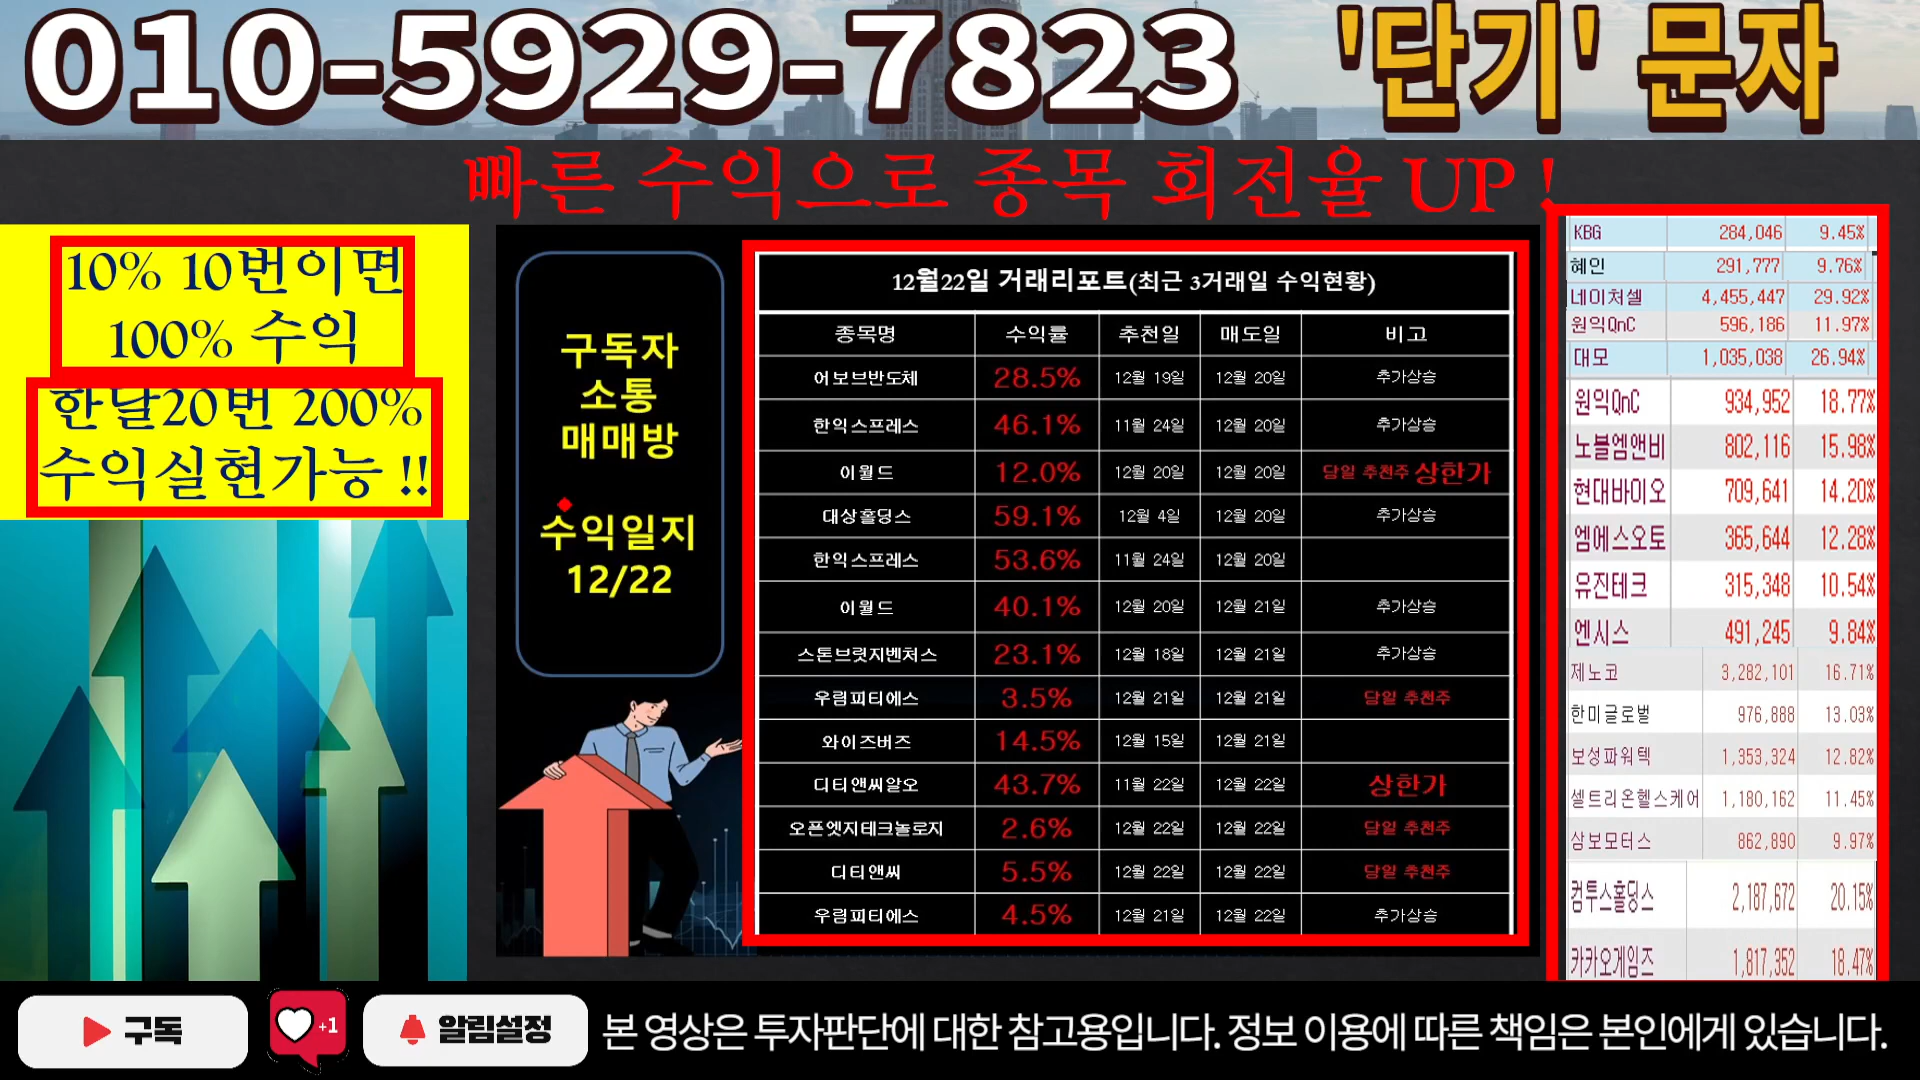 010-5929-7823 '단기' 문자
빠른 수익으로 종목 회전율 UP !
10% 10번이면
100% 수익
한달20번 200%
수익실현가능 !!
구독자
소통
매매방
수익일지
12/22
12월22일 거래리포트(최근 3거래일 수익현황)
종목명 수익률 추천일 매도일 비고
어보브반도체 28.5% 12월 19일 12월 20일 추가상승
한익스프레스 46.1% 11월 24일 12월 20일 추가상승
이월드 12.0% 12월 20일 12월 20일 당일 추천주 상한가
대상홀딩스 59.1% 12월 4일 12월 20일 추가상승
한익스프레스 53.6% 11월 24일 12월 20일
이월드 40.1% 12월 20일 12월 21일 추가상승
스톤브릿지벤처스 23.1% 12월 18일 12월 21일 추가상승
우림피티에스 3.5% 12월 21일 12월 21일 당일 추천주
와이즈버즈 14.5% 12월 15일 12월 21일
디티앤씨알오 43.7% 11월 22일 12월 22일 상한가
오픈엣지테크놀로지 2.6% 12월 22일 12월 22일 당일 추천주
디티앤씨 5.5% 12월 22일 12월 22일 당일 추천주
우림피티에스 4.5% 12월 21일 12월 22일 추가상승
KBG 284,046 9.45%
혜인 291,777 9.76%
네이처셀 4,455,447 29.92%
원익QnC 596,186 11.97%
대모 1,035,038 26.94%
원익QnC 934,952 18.77%
노블엠앤비 802,116 15.98%
현대바이오 709,641 14.20%
엠에스오토 365,644 12.28%
유진테크 315,348 10.54%
엔시스 491,245 9.84%
제노코 3,282,101 16.71%
한미글로벌 976,888 13.03%
보성파워텍 1,353,324 12.82%
셀트리온헬스케어 1,180,162 11.45%
상보모터스 862,890 9.97%
컴투스홀딩스 2,187,672 20.15%
카카오게임즈 1,817,352 18.47%
구독 +1 알림설정 본 영상은 투자판단에 대한 참고용입니다. 정보 이용에 따른 책임은 본인에게 있습니다.